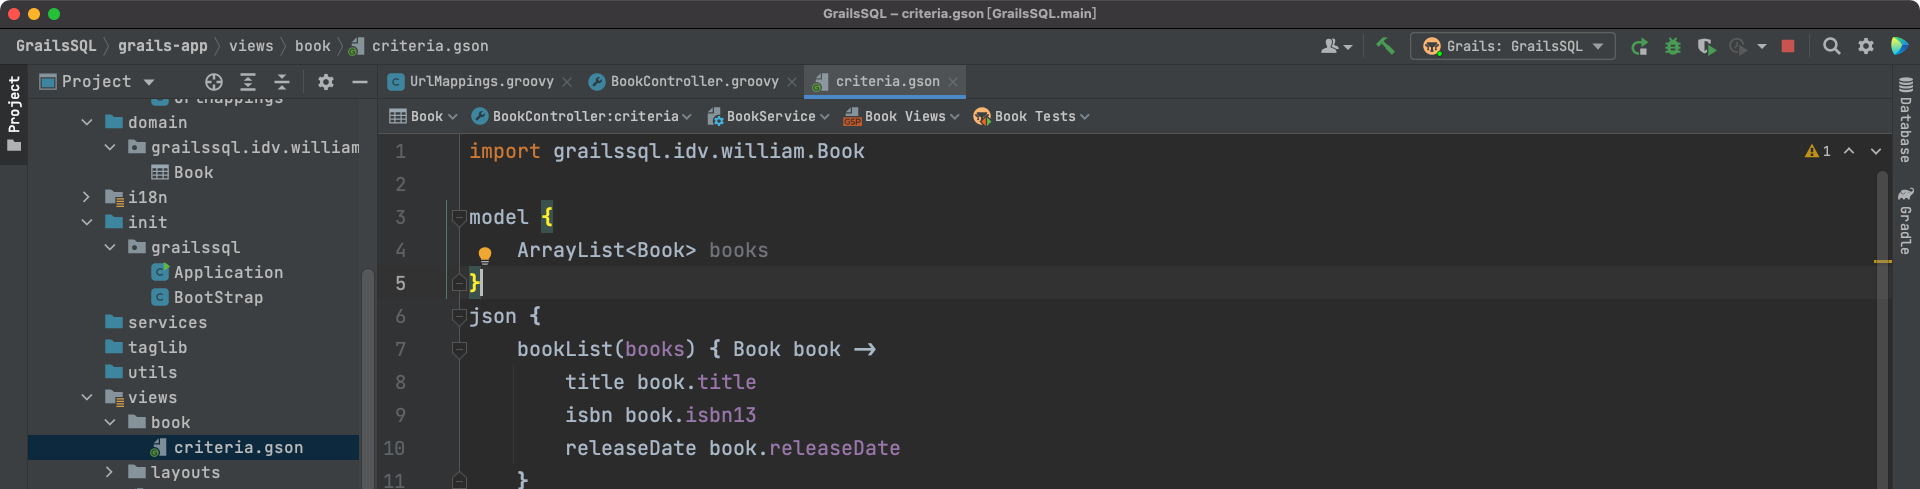 GrailsSQL – criteria.gson [GrailsSQL.main]
GrailsSQL grails-app views book criteria.gson
Grails: GrailsSQL
Project
Project
UrlMappings.groovy
BookController.groovy
criteria.gson
Book
BookController:criteria
BookService
GSP
Book Views
Book Tests
UrlMappings
domain
grailssql.idv.william
Book
i18n
init
grailssql
Application
BootStrap
services
taglib
utils
views
book
criteria.gson
layouts
1 import grailssql.idv.william.Book
2
3 model {
4 ArrayList<Book> books
5 }
6 json {
7 bookList(books) { Book book ->
8 title book.title
9 isbn book.isbn13
10 releaseDate book.releaseDate
11 }
1
Database
Gradle